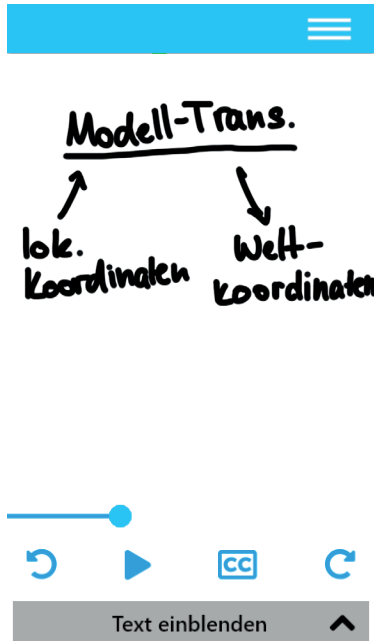 Modell-Trans.
lok.
Koordinaten
Welt-
koordinaten
CC
Text einblenden